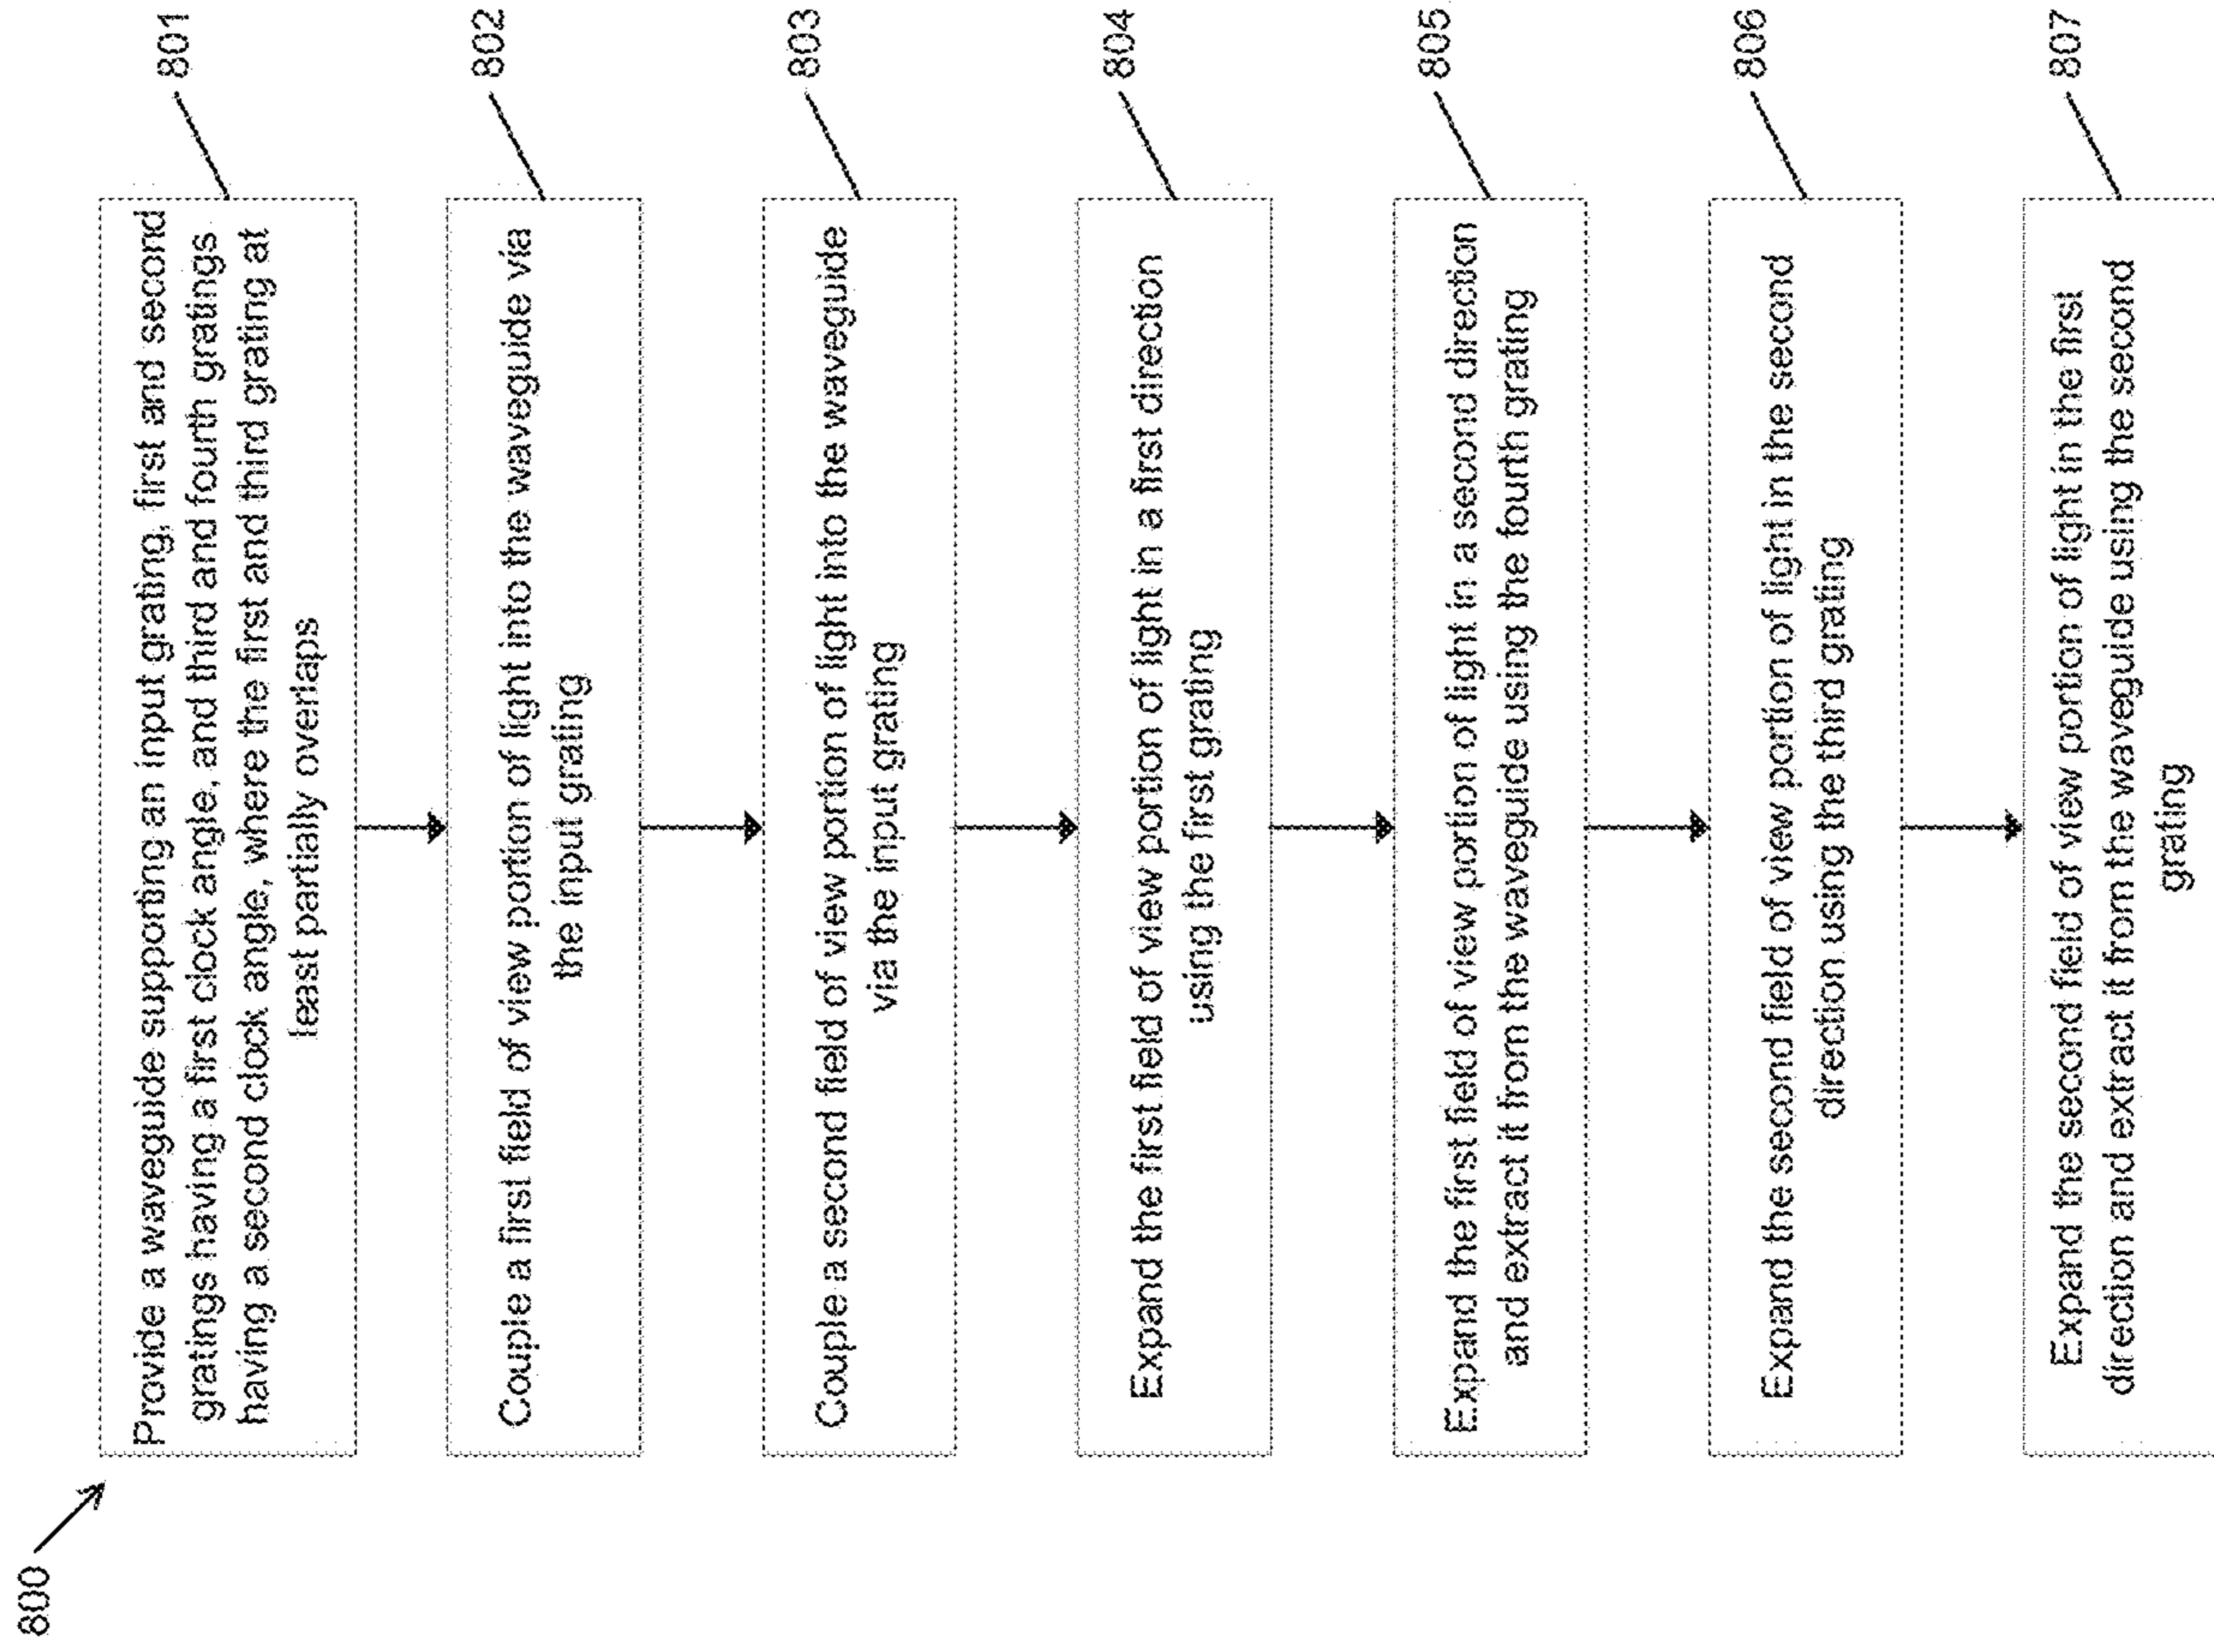 800
801
Provide a waveguide supporting an input grating, first and second
gratings having a first clock angle, and third and fourth gratings
having a second clock angle, where the first and third grating at
least partially overlaps
802
Couple a first field of view portion of light into the waveguide via
the input grating
803
Couple a second field of view portion of light into the waveguide
via the input grating
804
Expand the first field of view portion of light in a first direction
using the first grating
805
Expand the first field of view portion of light in a second direction
and extract it from the waveguide using the fourth grating
806
Expand the second field of view portion of light in the second
direction using the third grating
807
Expand the second field of view portion of light in the first
direction and extract it from the waveguide using the second
grating